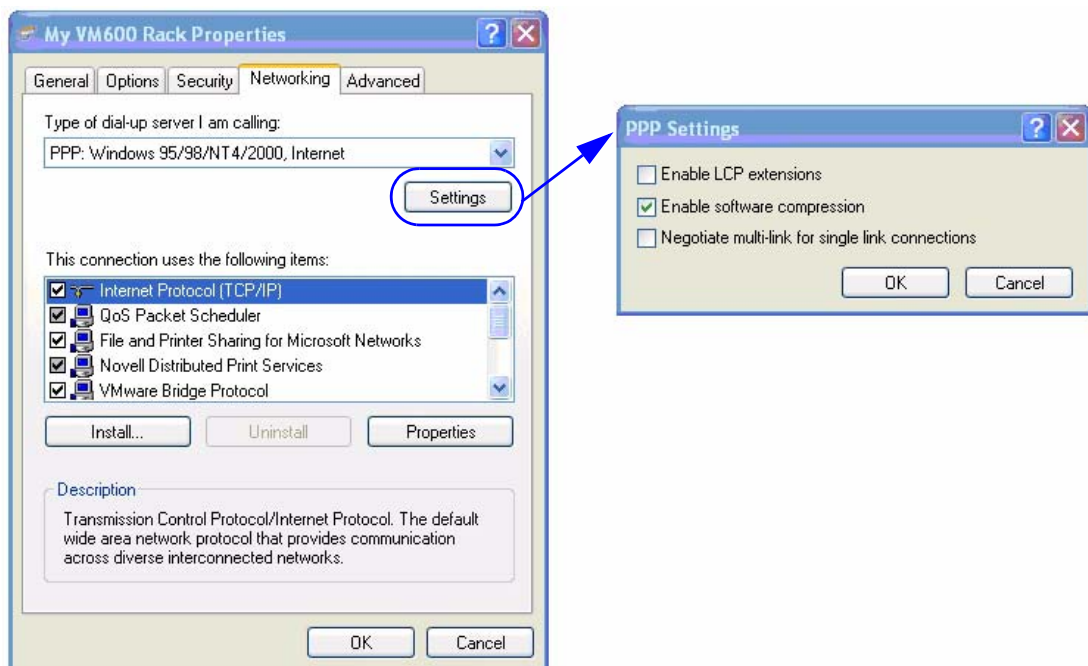 My VM600 Rack Properties
General
Options
Security
Networking
Advanced
Type of dial-up server I am calling:
PPP: Windows 95/98/NT4/2000, Internet
Settings
This connection uses the following items:
Internet Protocol (TCP/IP)
QoS Packet Scheduler
File and Printer Sharing for Microsoft Networks
Novell Distributed Print Services
VMware Bridge Protocol
Install...
Uninstall
Properties
Description
Transmission Control Protocol/Internet Protocol. The default
wide area network protocol that provides communication
across diverse interconnected networks.
OK
Cancel
PPP Settings
Enable LCP extensions
Enable software compression
Negotiate multi-link for single link connections
OK
Cancel